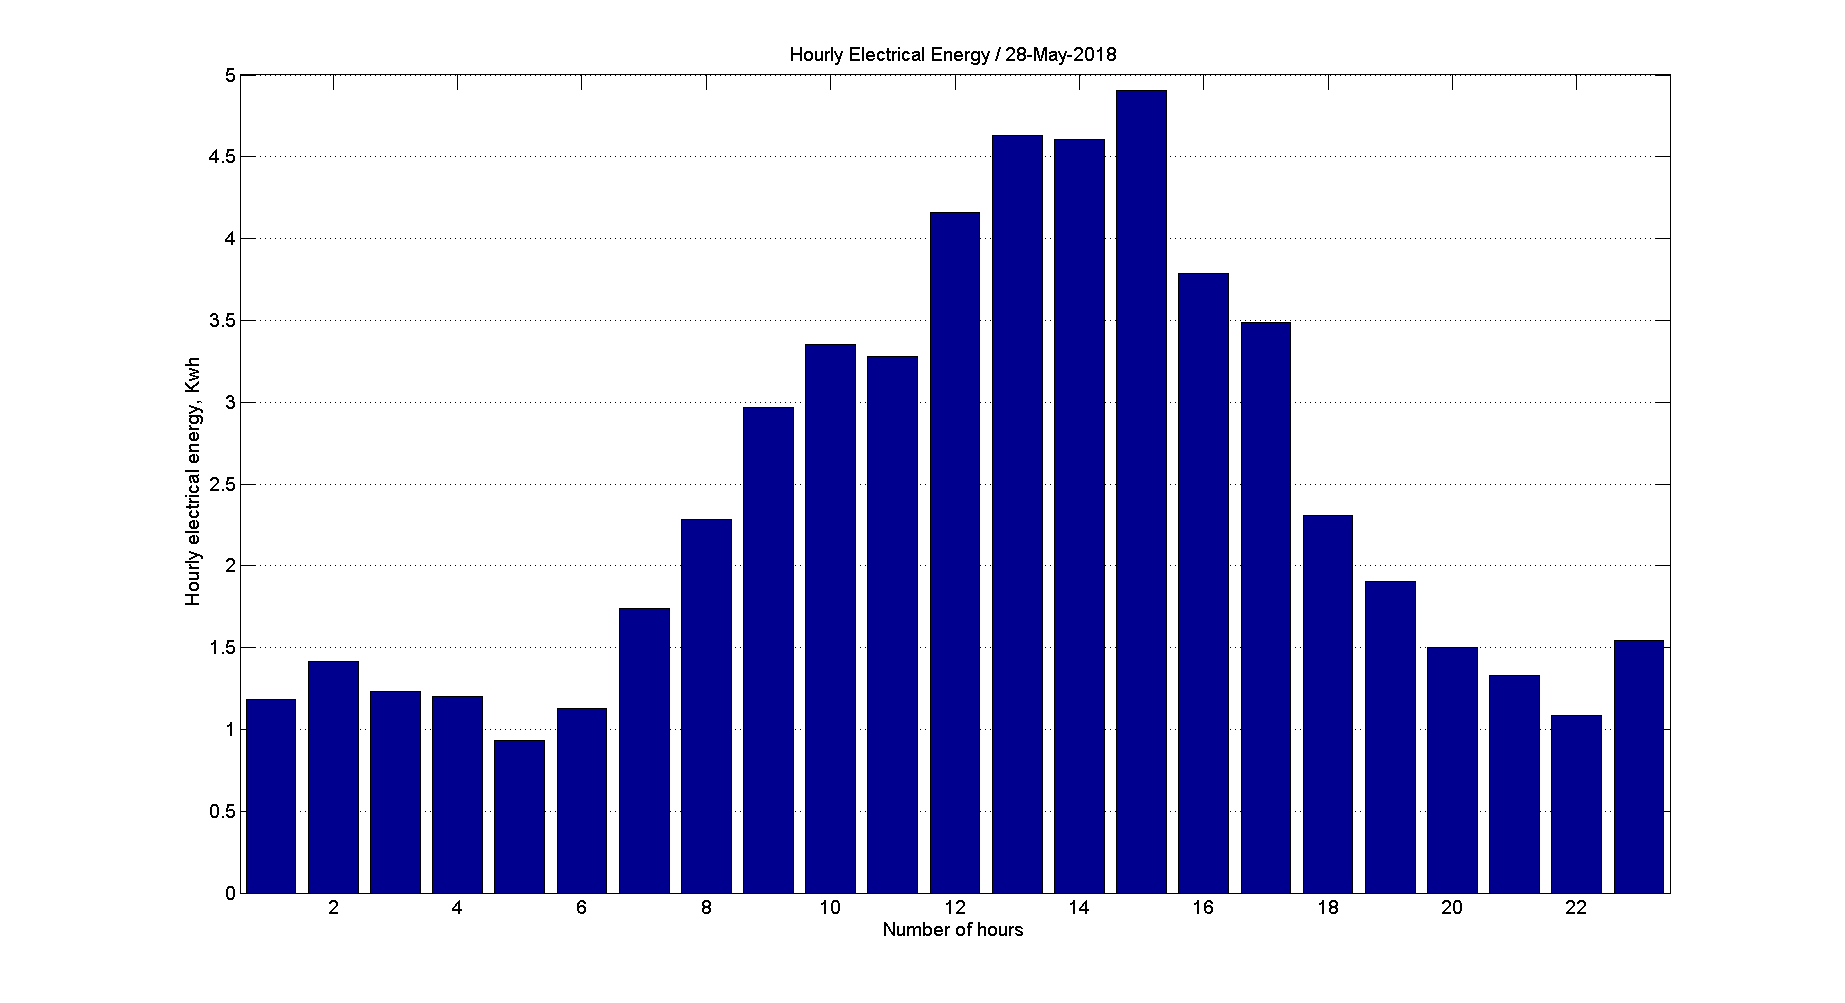 Hourly Electrical Energy / 28-May-2018
5
4.5
4
3.5
3
2.5
2
1.5
1
0.5
0
Hourly electrical energy, Kwh
2 4 6 8 10 12 14 16 18 20 22
Number of hours